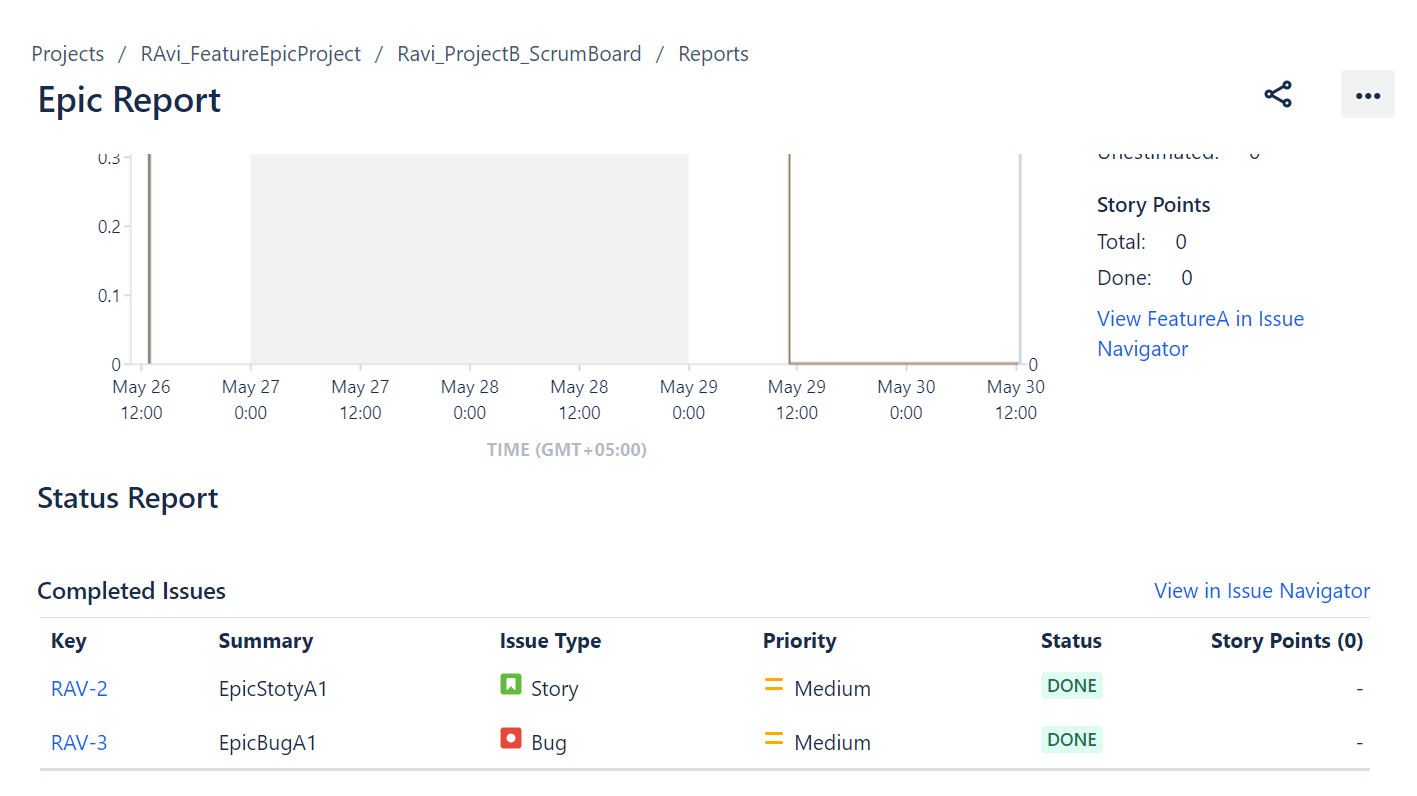 Projects / RAvi_FeatureEpicProject / Ravi_ProjectB_ScrumBoard / Reports
Epic Report
Unestimated: 0
0.3
0.2
0.1
0
0
May 26 12:00
May 27 0:00
May 27 12:00
May 28 0:00
May 28 12:00
May 29 0:00
May 29 12:00
May 30 0:00
May 30 12:00
TIME (GMT+05:00)
Story Points
Total: 0
Done: 0
View FeatureA in Issue
Navigator
Status Report
Completed Issues View in Issue Navigator
Key Summary Issue Type Priority Status Story Points (0)
RAV-2 EpicStotyA1 Story Medium DONE -
RAV-3 EpicBugA1 Bug Medium DONE -